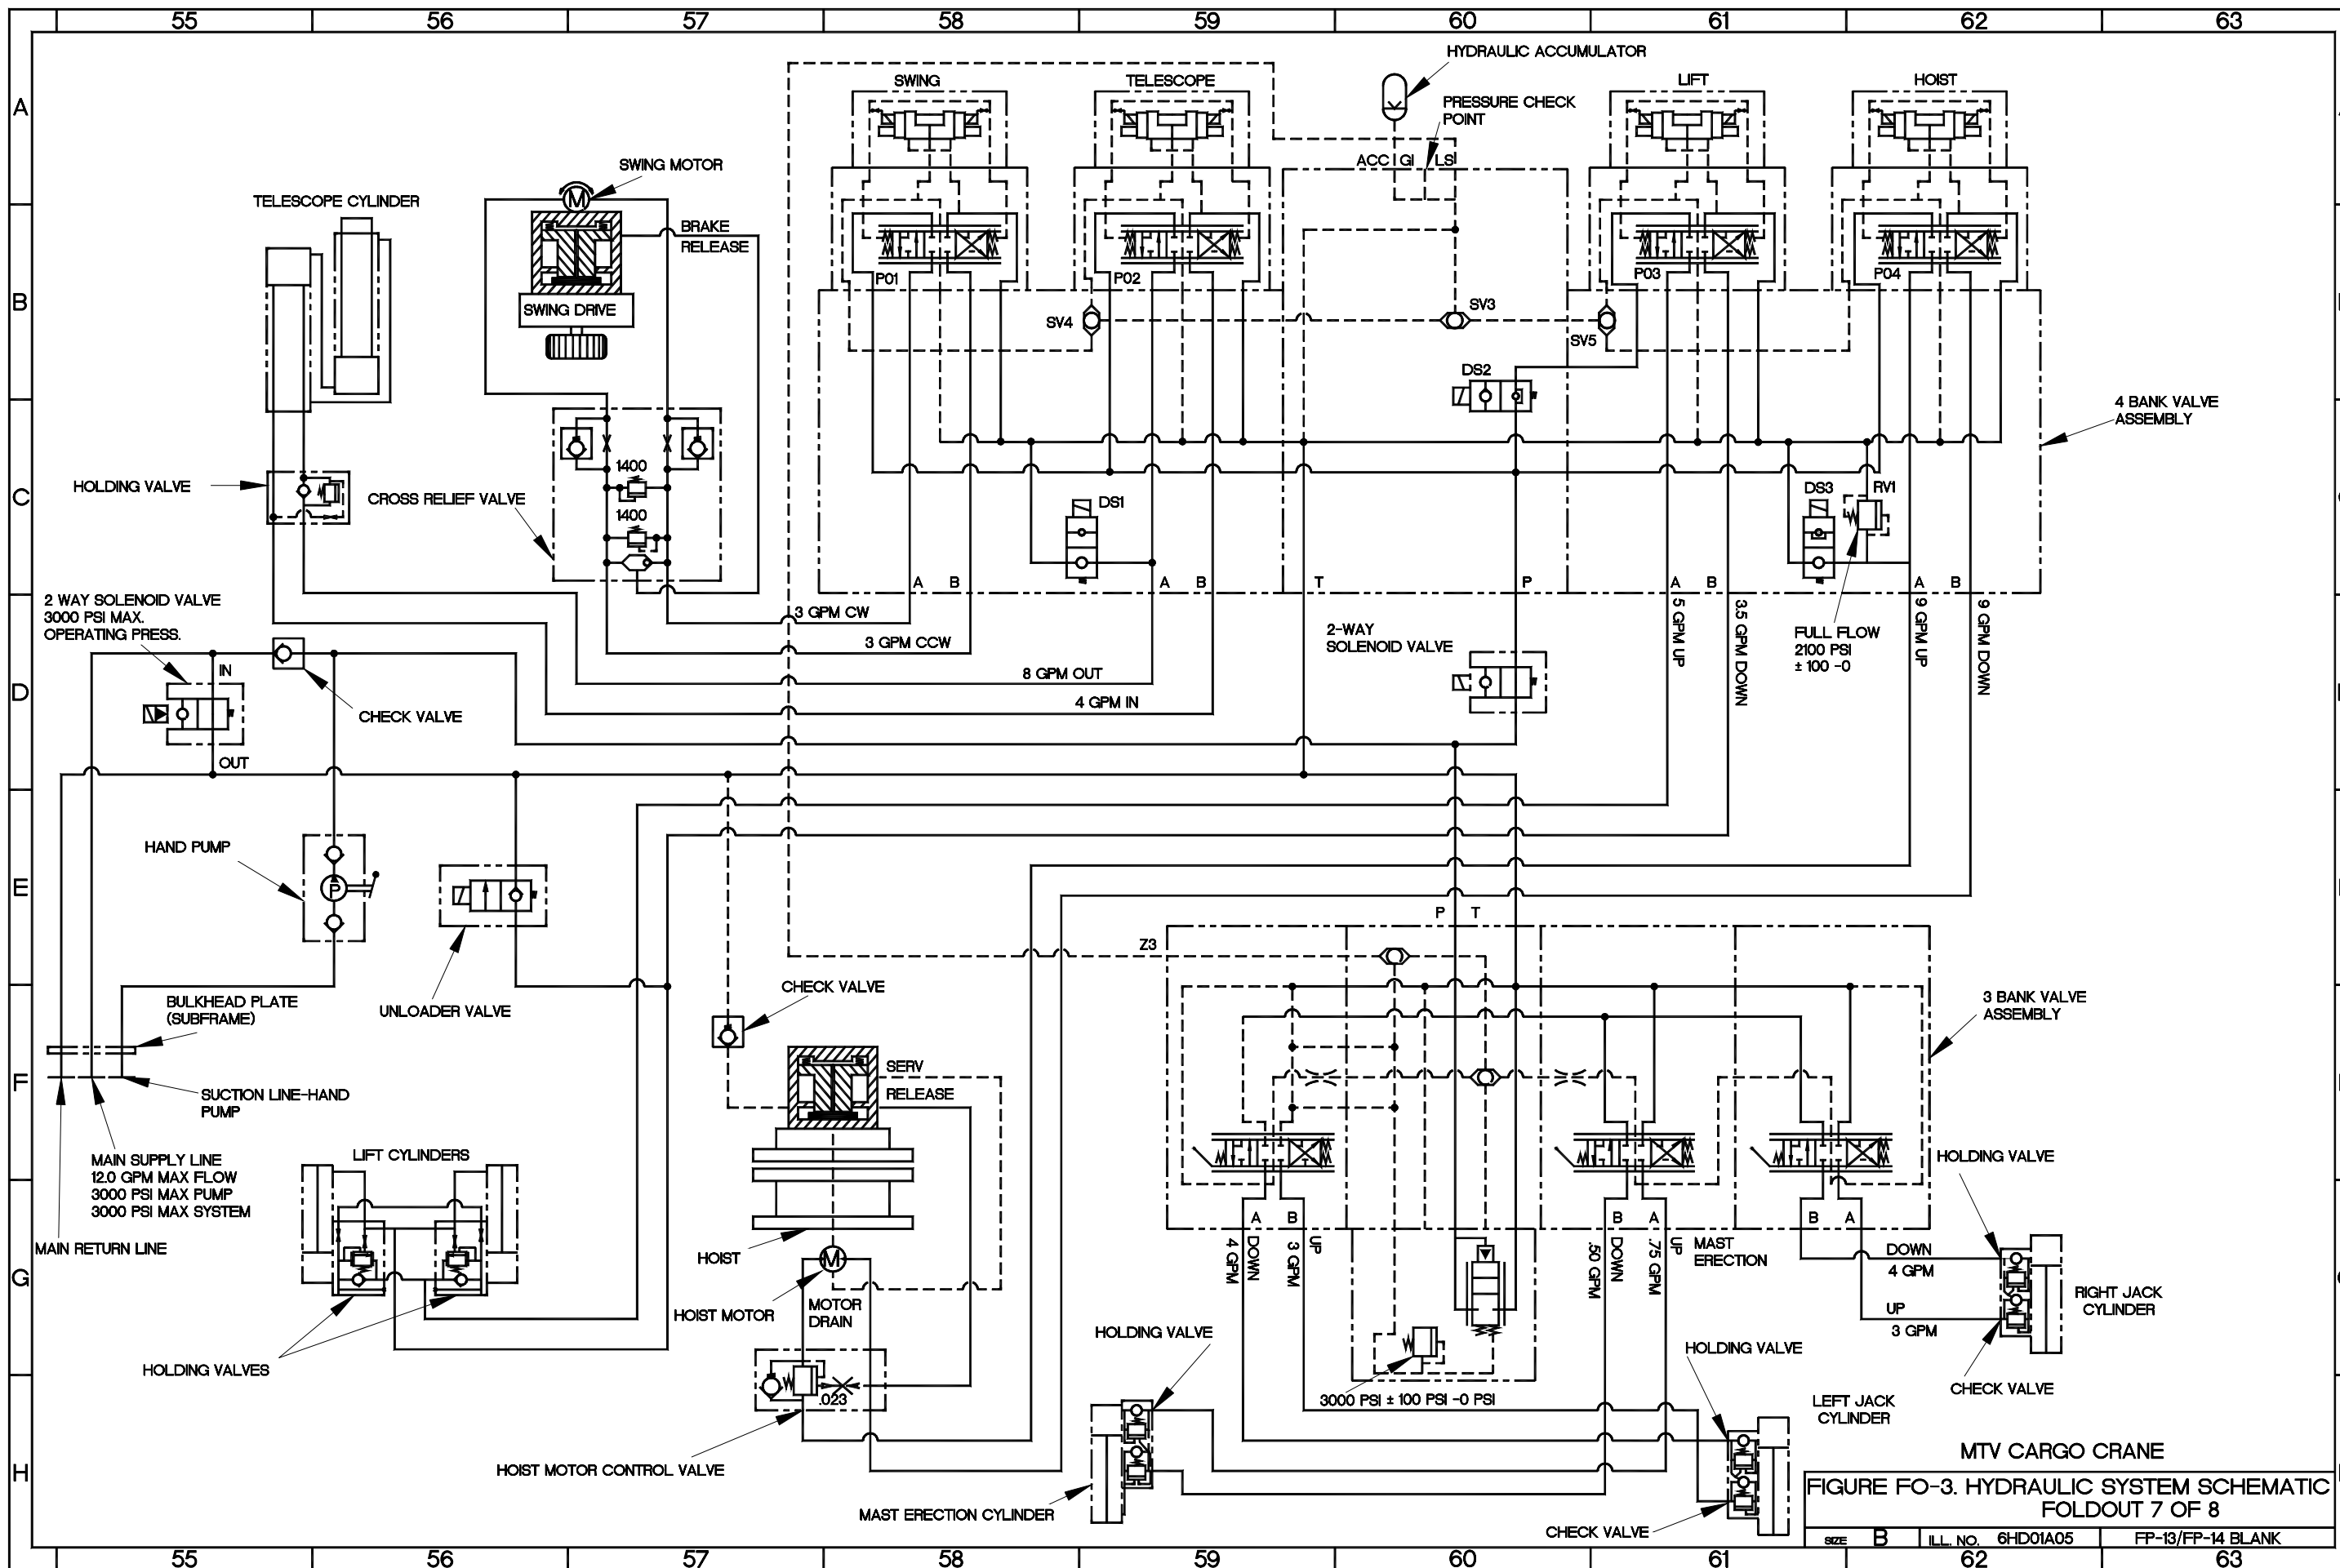 55 56 57 58 59 60 61 62 63
A
HYDRAULIC ACCUMULATOR
SWING
TELESCOPE
LIFT
HOIST
PRESSURE CHECK
POINT
ACC GI LS
SWING MOTOR
TELESCOPE CYLINDER
M
BRAKE
RELEASE
B
P01
P02
P03
P04
SWING DRIVE
SV4
SV3
SV5
DS2
4 BANK VALVE
ASSEMBLY
C
HOLDING VALVE
CROSS RELIEF VALVE
1400
1400
DS1
DS3
RV1
A B
A B
T
P
A B
A B
2 WAY SOLENOID VALVE
3000 PSI MAX.
OPERATING PRESS.
IN
OUT
CHECK VALVE
3 GPM CW
3 GPM CCW
8 GPM OUT
4 GPM IN
2-WAY
SOLENOID VALVE
5 GPM UP
3.5 GPM DOWN
FULL FLOW
2100 PSI
± 100 -0
9 GPM UP
9 GPM DOWN
D
E
HAND PUMP
P
UNLOADER VALVE
P T
Z3
BULKHEAD PLATE
(SUBFRAME)
CHECK VALVE
3 BANK VALVE
ASSEMBLY
F
SERV
RELEASE
SUCTION LINE-HAND
PUMP
MAIN SUPPLY LINE
12.0 GPM MAX FLOW
3000 PSI MAX PUMP
3000 PSI MAX SYSTEM
MAIN RETURN LINE
LIFT CYLINDERS
HOLDING VALVES
HOIST
M
HOIST MOTOR
MOTOR
DRAIN
.023
HOIST MOTOR CONTROL VALVE
G
A B
4 GPM
DOWN
3 GPM
UP
B A
.50 GPM
DOWN
.75 GPM
UP
MAST
ERECTION
B A
DOWN
4 GPM
UP
3 GPM
HOLDING VALVE
RIGHT JACK
CYLINDER
CHECK VALVE
HOLDING VALVE
3000 PSI ± 100 PSI -0 PSI
HOLDING VALVE
LEFT JACK
CYLINDER
MAST ERECTION CYLINDER
CHECK VALVE
H
MTV CARGO CRANE
FIGURE FO-3. HYDRAULIC SYSTEM SCHEMATIC
FOLDOUT 7 OF 8
SIZE B ILL. NO. 6HD01A05 FP-13/FP-14 BLANK
55 56 57 58 59 60 61 62 63